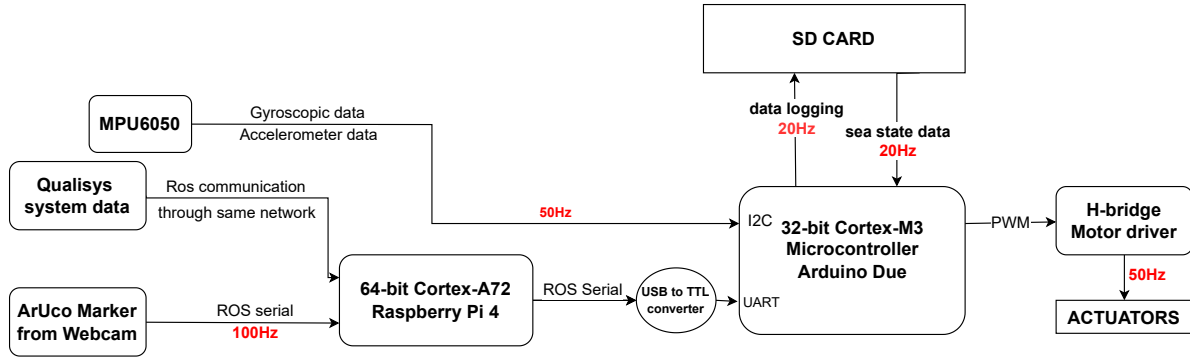 SD CARD
data logging
20Hz
sea state data
20Hz
MPU6050
Gyroscopic data
Accelerometer data
Qualisys
system data
Ros communication
through same network
50Hz
I2C
32-bit Cortex-M3
Microcontroller
Arduino Due
UART
PWM
H-bridge
Motor driver
50Hz
ACTUATORS
64-bit Cortex-A72
Raspberry Pi 4
ROS Serial
USB to TTL
converter
ArUco Marker
from Webcam
ROS serial
100Hz